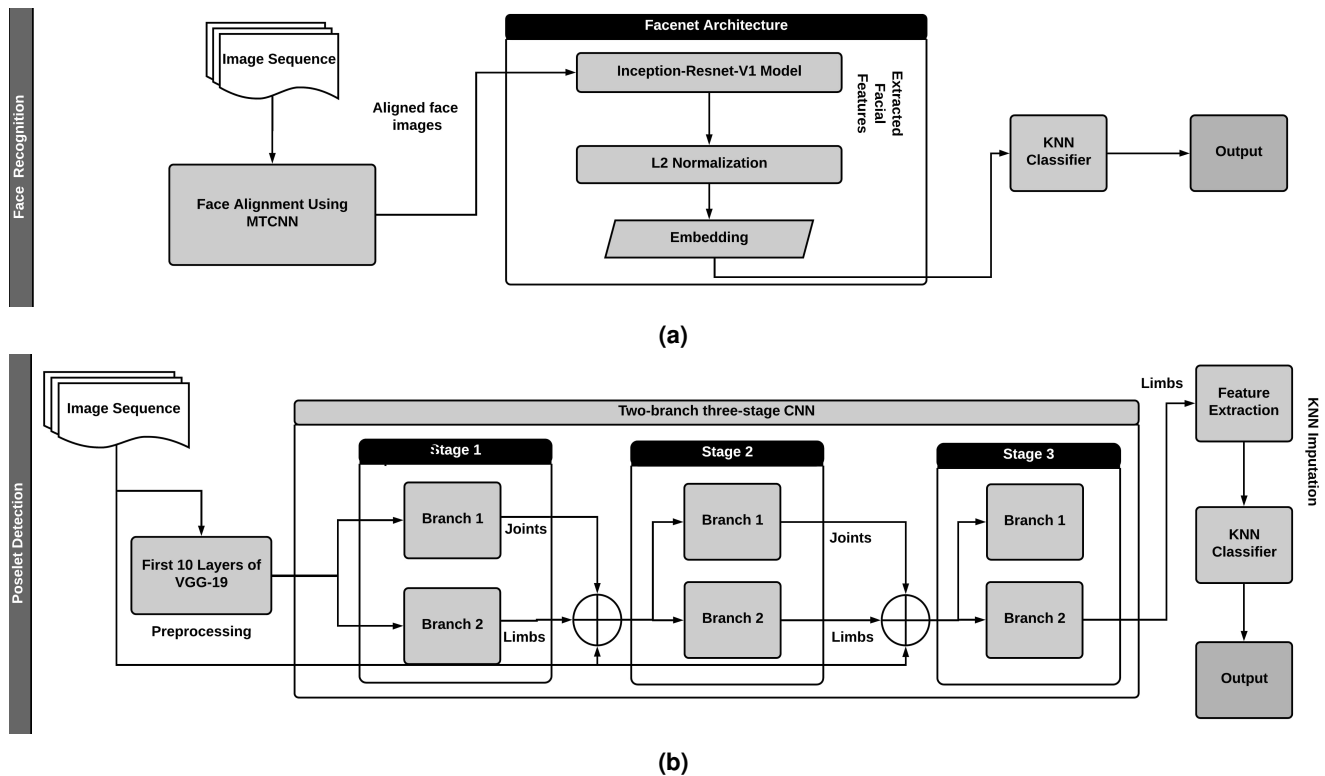 Face Recognition
Image Sequence
Face Alignment Using
MTCNN
Aligned face
images
Facenet Architecture
Inception-Resnet-V1 Model
L2 Normalization
Embedding
Extracted
Facial
Features
KNN
Classifier
Output
(a)
Poselet Detection
Image Sequence
First 10 Layers of
VGG-19
Preprocessing
Two-branch three-stage CNN
Stage 1
Branch 1
Joints
Branch 2
Limbs
Stage 2
Branch 1
Joints
Branch 2
Limbs
Stage 3
Branch 1
Branch 2
Limbs
Feature
Extraction
KNN Imputation
KNN
Classifier
Output
(b)